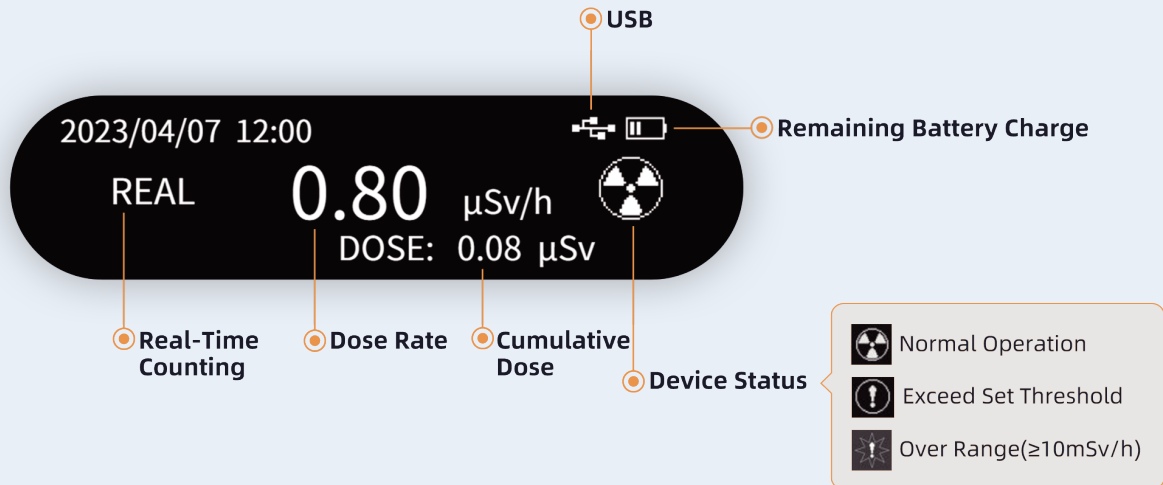 USB
2023/04/07 12:00
Remaining Battery Charge
REAL
0.80 μSv/h
DOSE: 0.08 μSv
Real-Time
Counting
Dose Rate
Cumulative
Dose
Device Status
Normal Operation
Exceed Set Threshold
Over Range(≥10mSv/h)